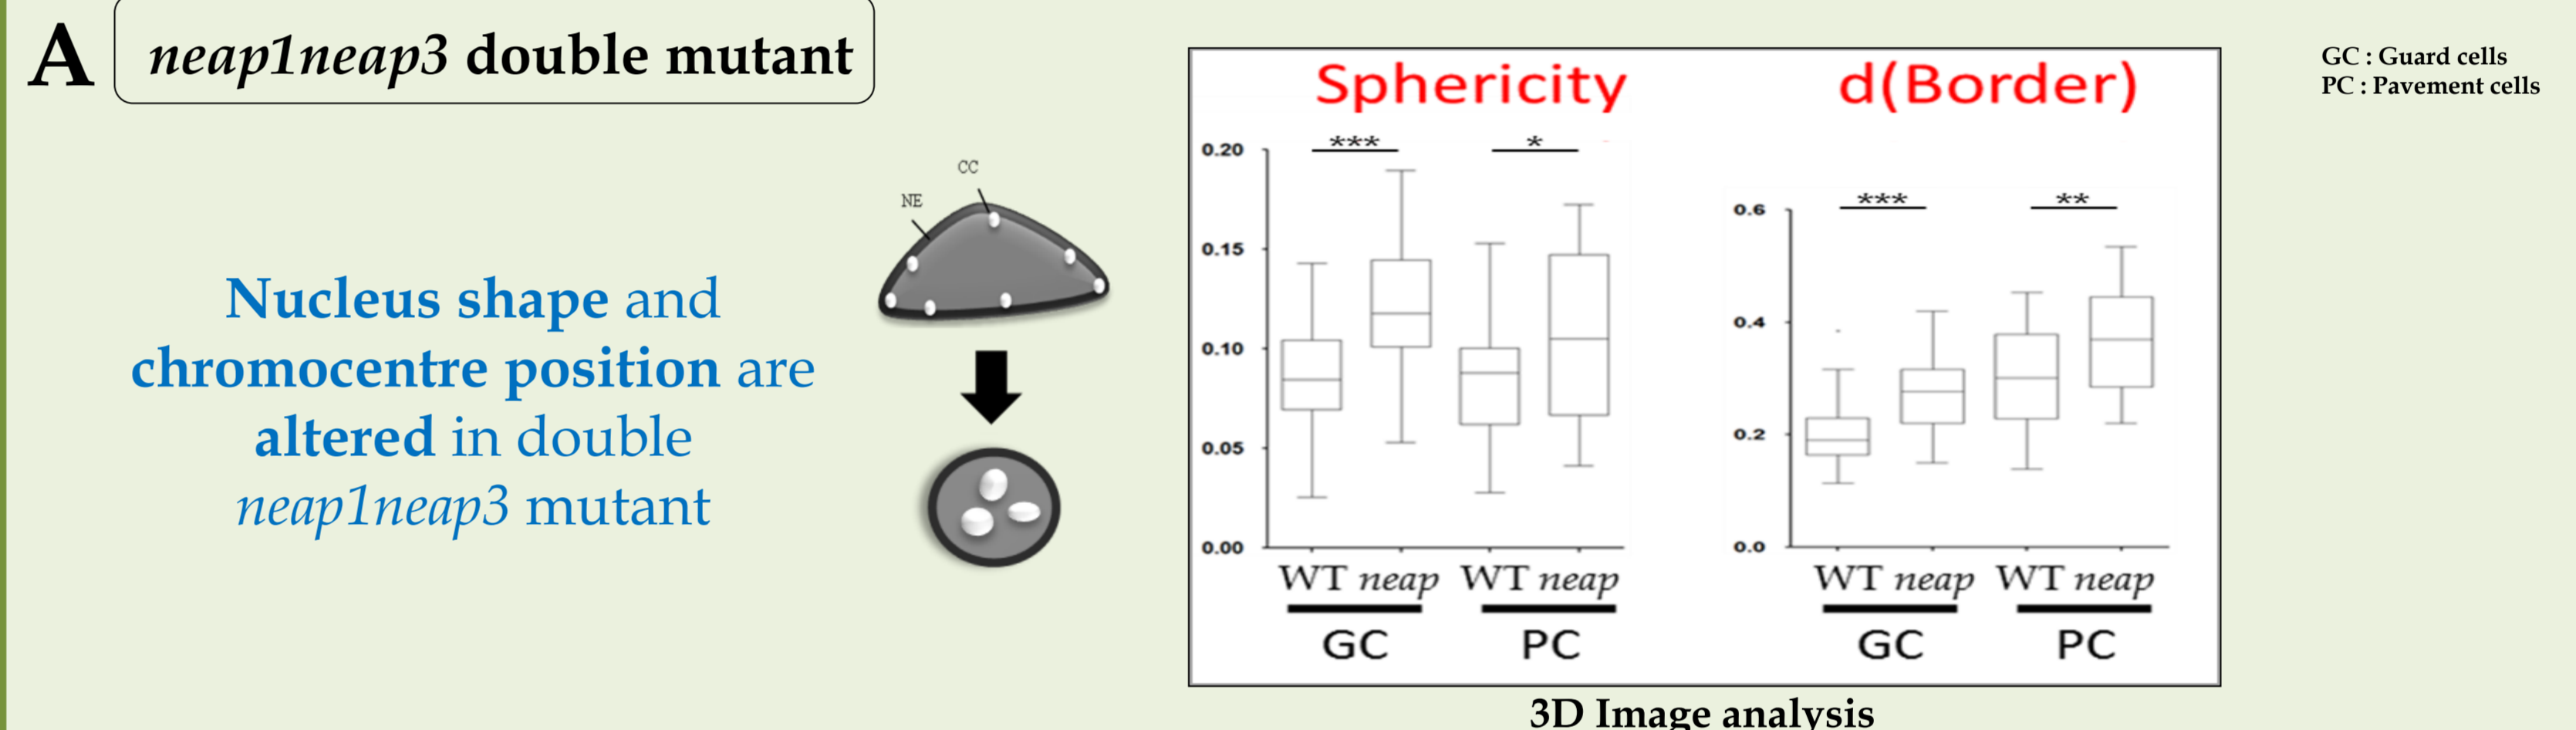 A
neap1neap3 double mutant
Nucleus shape and
chromocentre position are
altered in double
neap1neap3 mutant
CC
NE
Sphericity
*** *
0.20
0.15
0.10
0.05
0.00
WT neap WT neap
GC PC
d(Border)
*** **
0.6
0.4
0.2
0.0
WT neap WT neap
GC PC
3D Image analysis
GC : Guard cells
PC : Pavement cells